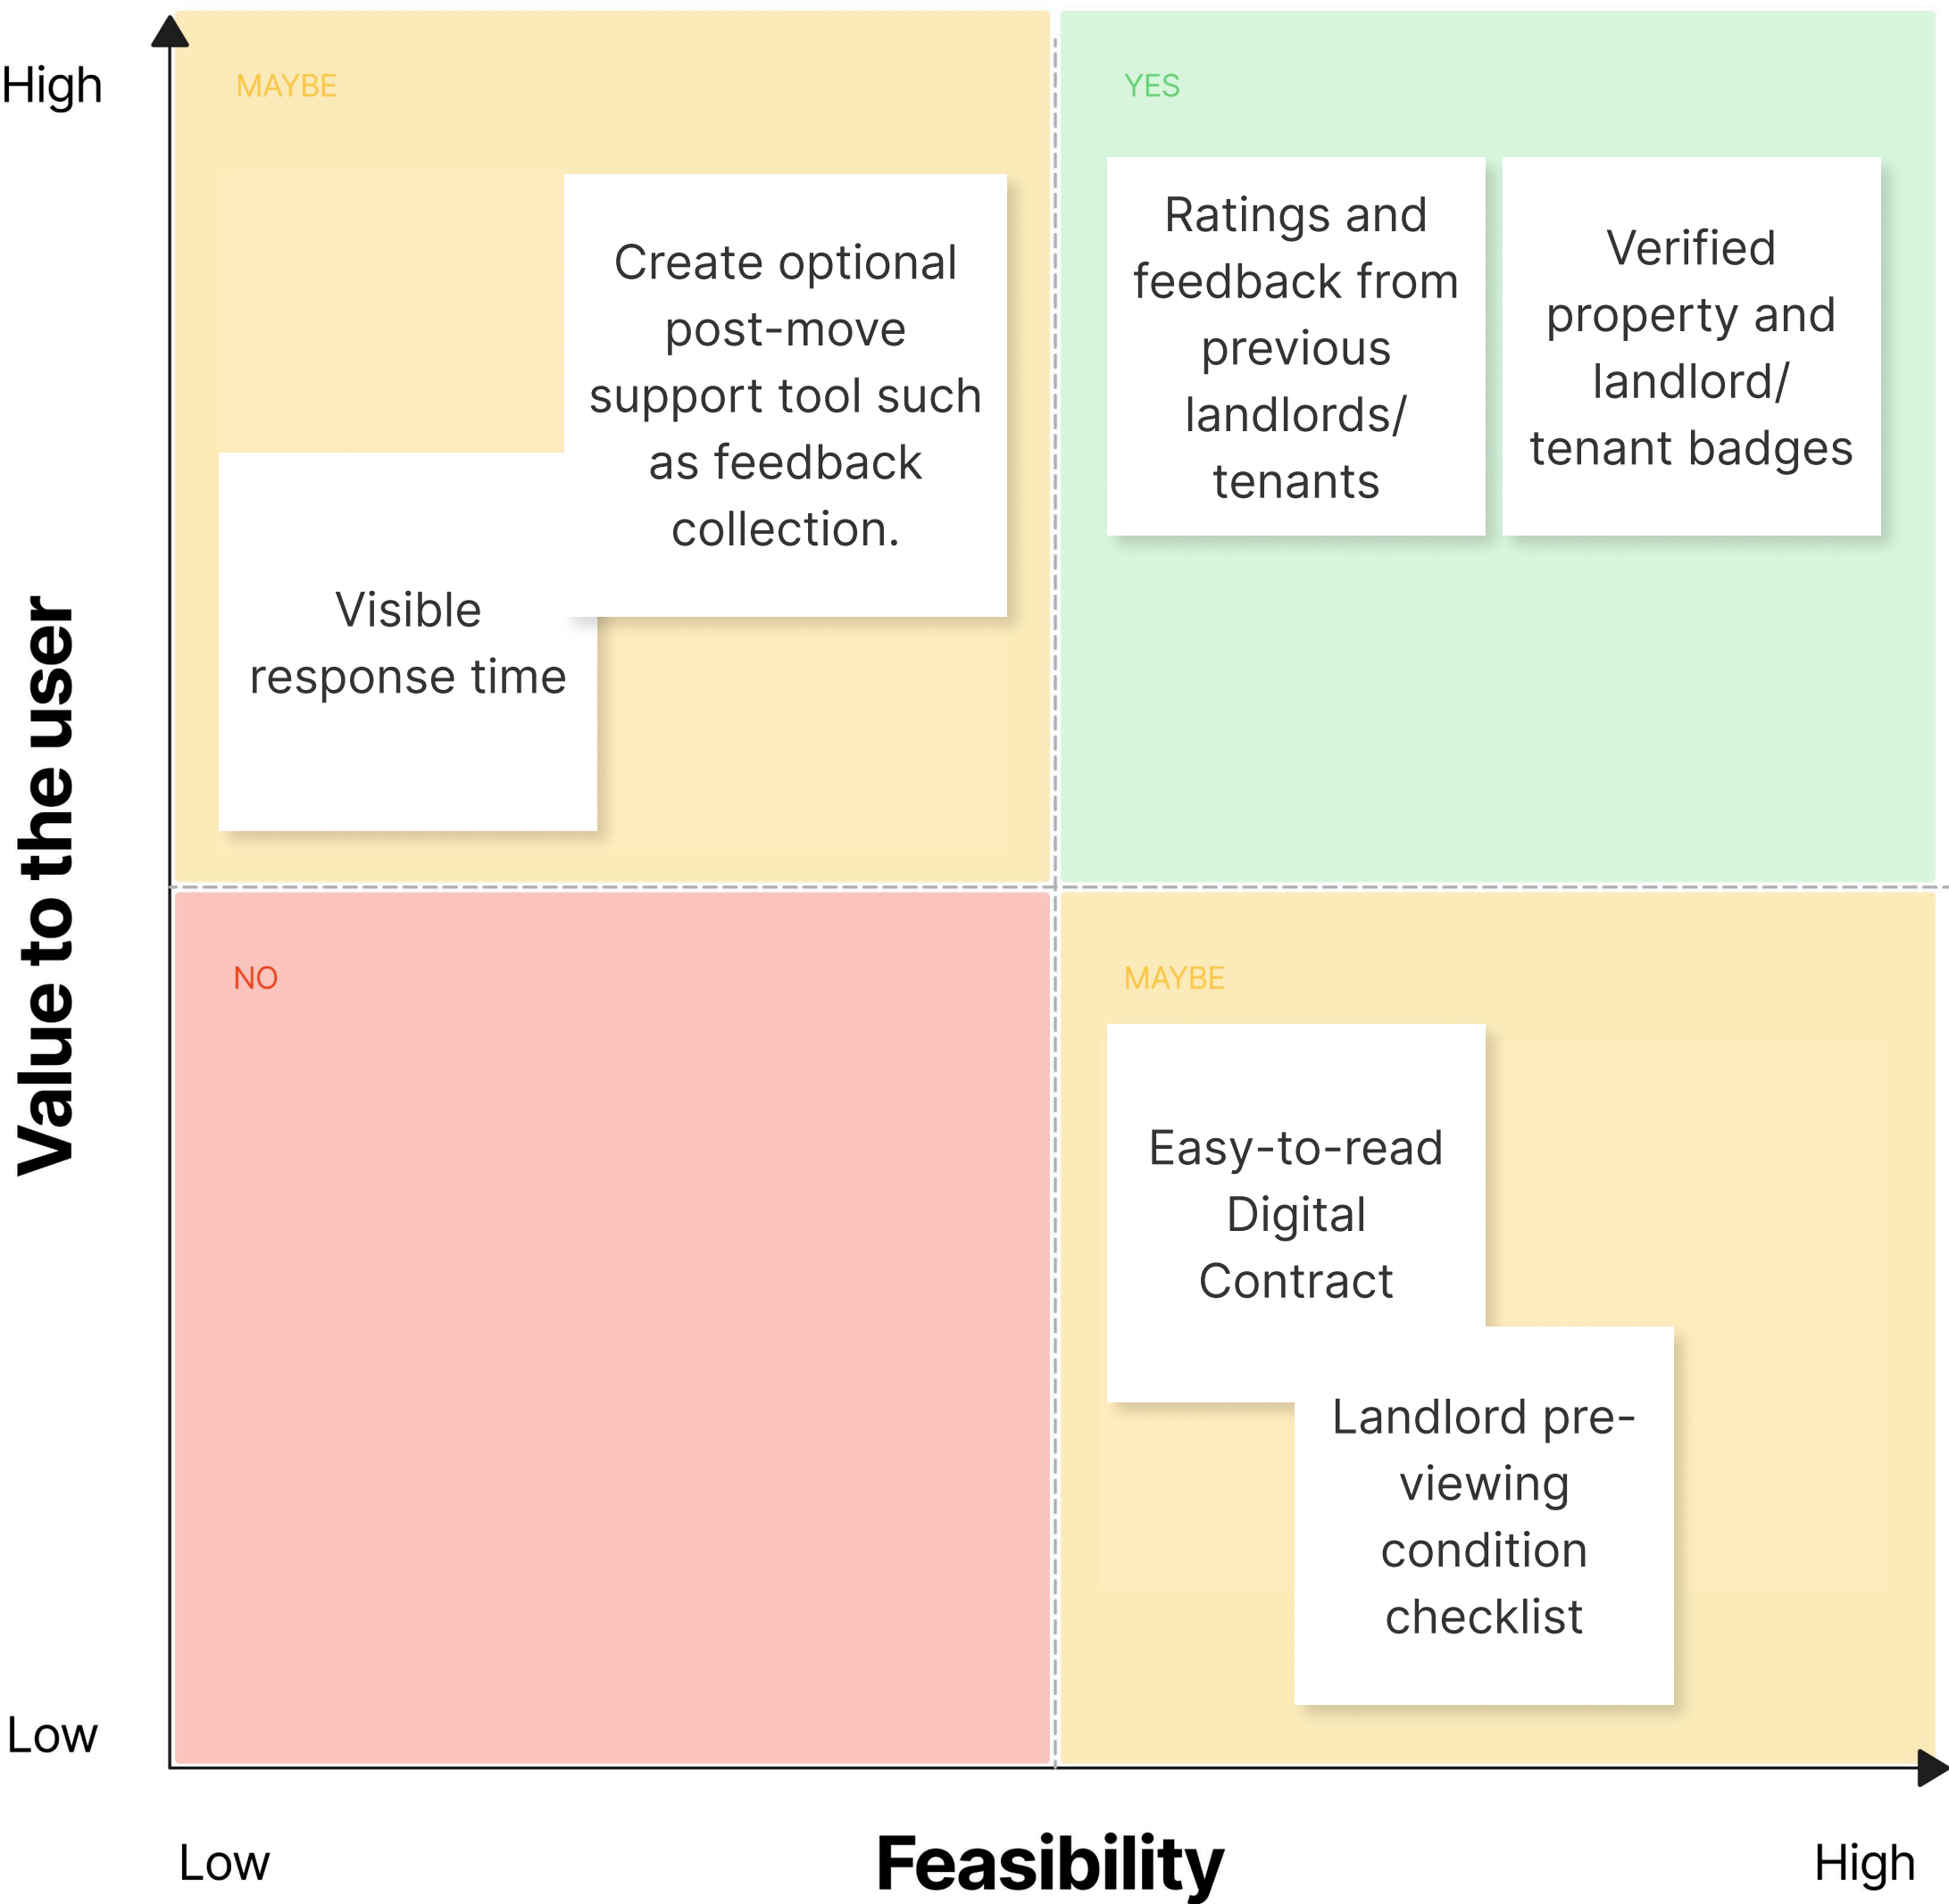 High
MAYBE
Create optional
post-move
support tool such
as feedback
collection.
Visible
response time
YES
Ratings and
feedback from
previous
landlords/
tenants
Verified
property and
landlord/
tenant badges
Value to the user
NO
MAYBE
Easy-to-read
Digital
Contract
Landlord pre-
viewing
condition
checklist
Low
Low
Feasibility
High